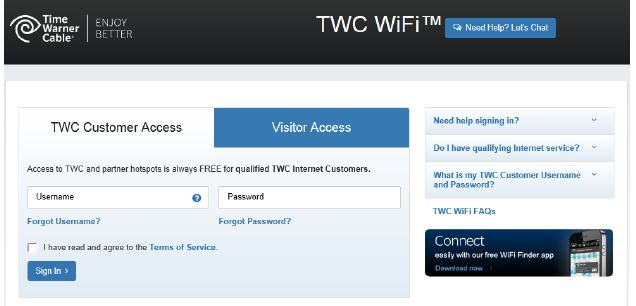 Time
Warner
Cable
ENJOY
BETTER
TWC WiFi™
Need Help? Let's Chat
TWC Customer Access
Visitor Access
Access to TWC and partner hotspots is always FREE for qualified TWC Internet Customers.
Username ?
Password
Forgot Username?
Forgot Password?
I have read and agree to the Terms of Service.
Sign In >
Need help signing in?
Do I have qualifying Internet service?
What is my TWC Customer Username
and Password?
TWC WiFi FAQs
Connect
easily with our free WiFi Finder app
Download now